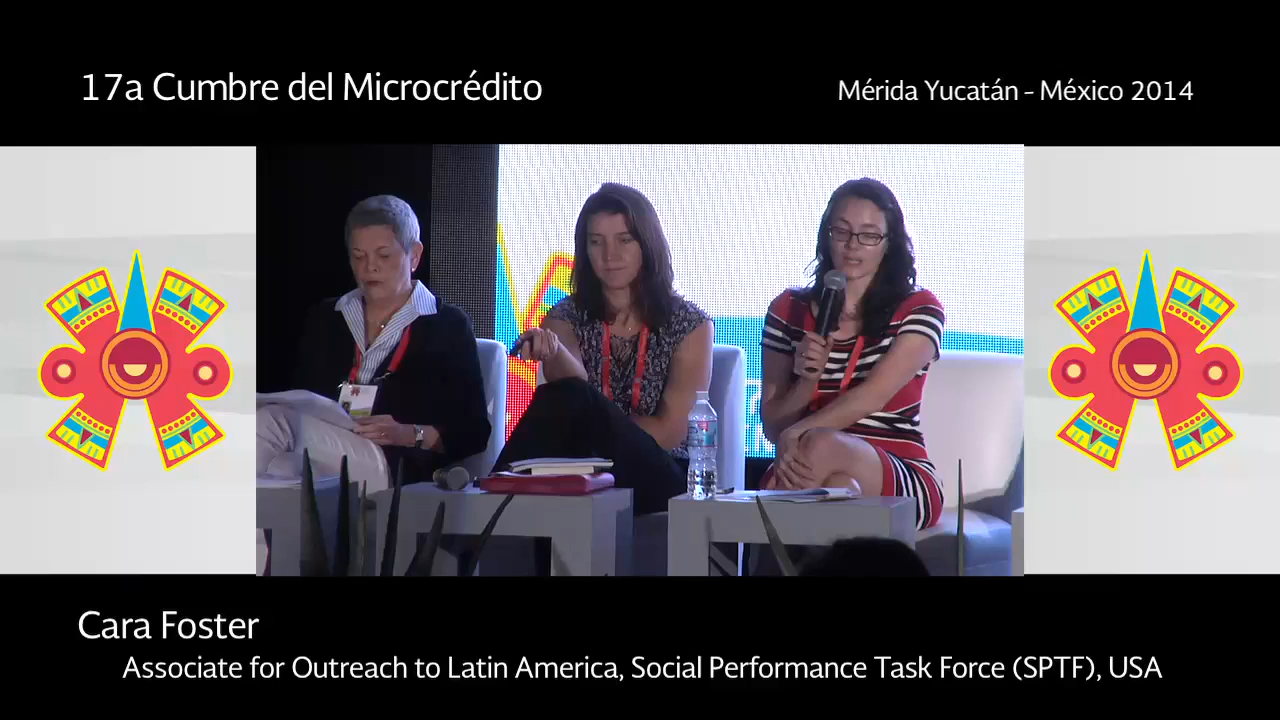 17a Cumbre del Microcrédito
Mérida Yucatán - México 2014
Cara Foster
Associate for Outreach to Latin America, Social Performance Task Force (SPTF), USA